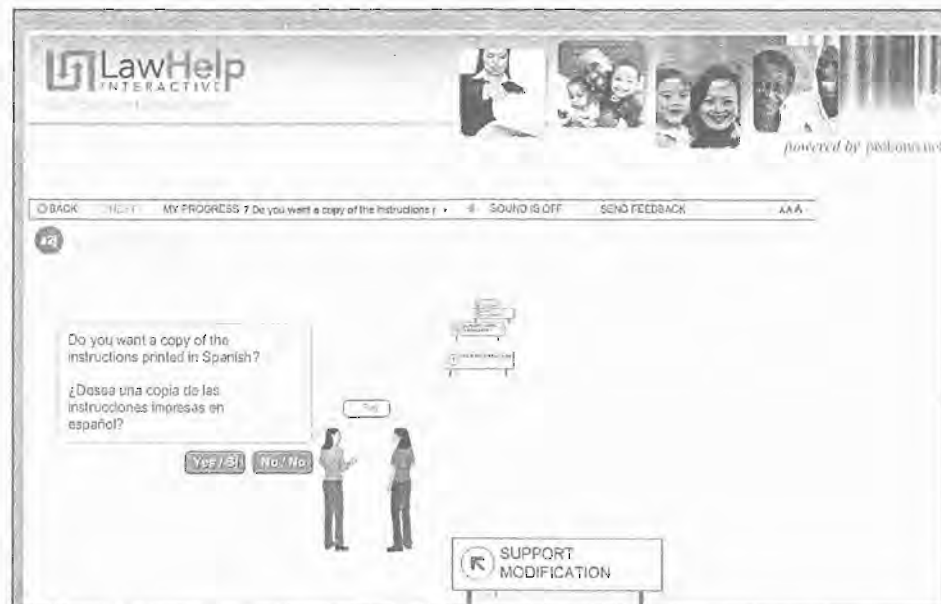 LawHelp
INTERACTIVE
powered by probono.net
BACK MY PROGRESS 7 Do you want a copy of the instructions SOUND IS OFF SEND FEEDBACK AAA
Do you want a copy of the
instructions printed in Spanish?
¿Desea una copia de las
instrucciones impresas en
español?
Yes / Sí No / No
SUPPORT
MODIFICATION